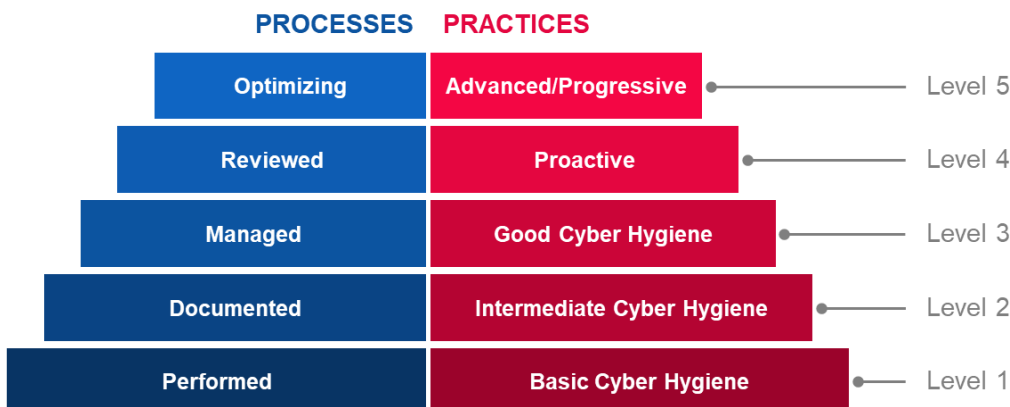 PROCESSES PRACTICES
Optimizing Advanced/Progressive Level 5
Reviewed Proactive Level 4
Managed Good Cyber Hygiene Level 3
Documented Intermediate Cyber Hygiene Level 2
Performed Basic Cyber Hygiene Level 1